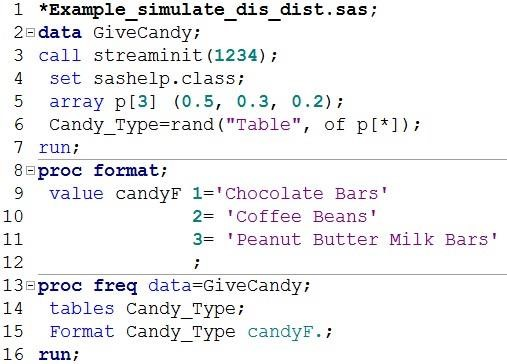 1 *Example_simulate_dis_dist.sas;
2 data GiveCandy;
3 call streaminit(1234);
4 set sashelp.class;
5 array p[3] (0.5, 0.3, 0.2);
6 Candy_Type=rand("Table", of p[*]);
7 run;
8 proc format;
9 value candyF 1='Chocolate Bars'
10 2= 'Coffee Beans'
11 3= 'Peanut Butter Milk Bars'
12 ;
13 proc freq data=GiveCandy;
14 tables Candy_Type;
15 Format Candy_Type candyF.;
16 run;